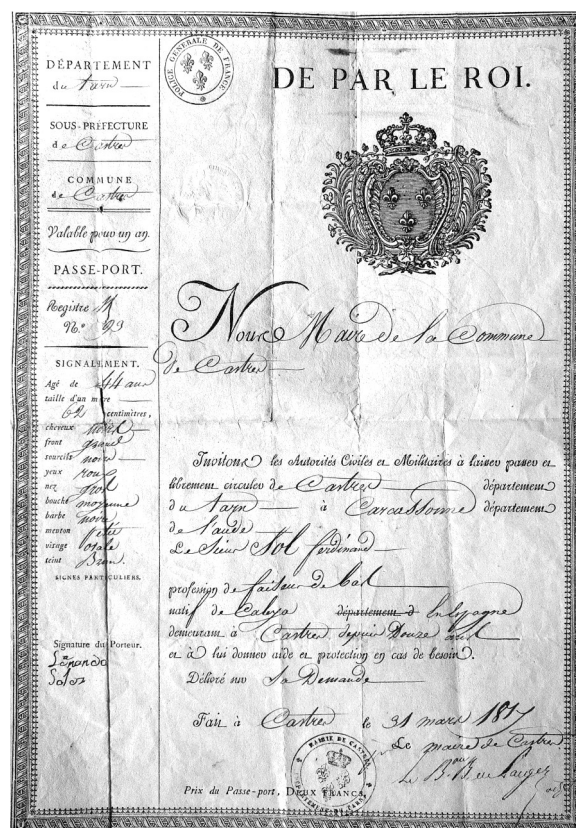 DÉPARTEMENT
du tarn
SOUS-PRÉFECTURE
de Castres
COMMUNE
de Castres
Valable pour un an.
PASSE-PORT.
Registre M
N.°
SIGNALEMENT.
Agé de 44 ans
taille d'un mètre
62 centimètres,
cheveux noirs
front grand
sourcils noirs
yeux roux
nez gros
bouche moyenne
barbe noire
menton
visage ovale
teint Brun
SIGNES PARTICULIERS.
Signature du Porteur.
POLICE GENERALE DE FRANCE
DE PAR LE ROI.
Nous Maire de la Commune
de Castres
Invitons les Autorités Civiles et Militaires à laisser passer et
librement circuler de Castres département
du tarn à Carcassonne département
de l'aude
Le Sieur Sol ferdinand
profession de faiseur de bas
natif de département d Espagne
demeurant à Castres depuis Douze ans
et à lui donner aide et protection en cas de besoin.
Délivré sur Sa Demande
Fait à Castres le 31 mars 1817
Le maire de Castres
MAIRIE DE CASTRES
Prix du Passe-port, DEUX FRANCS.